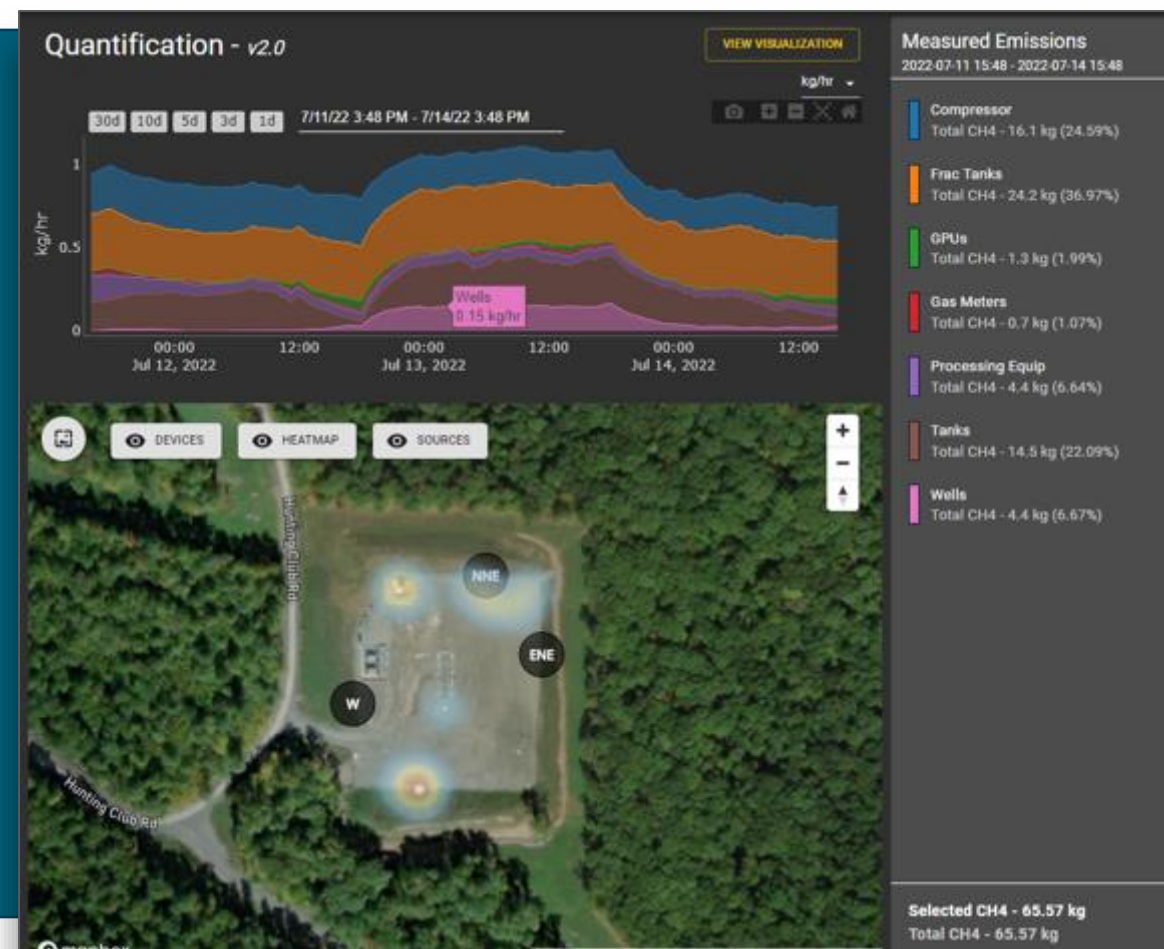 Quantification - v2.0
VIEW VISUALIZATION
kg/hr
30d 10d 5d 3d 1d 7/11/22 3:48 PM - 7/14/22 3:48 PM
1
kg/hr
0.5
Wells
0.15 kg/hr
0
00:00 12:00 00:00 12:00 00:00 12:00
Jul 12, 2022 Jul 13, 2022 Jul 14, 2022
DEVICES HEATMAP SOURCES
Hunting Club Rd
NNE
ENE
W
Hunting Club Rd
mapbox
Measured Emissions
2022-07-11 15:48 - 2022-07-14 15:48
Compressor
Total CH4 - 16.1 kg (24.59%)
Frac Tanks
Total CH4 - 24.2 kg (36.97%)
GPUs
Total CH4 - 1.3 kg (1.99%)
Gas Meters
Total CH4 - 0.7 kg (1.07%)
Processing Equip
Total CH4 - 4.4 kg (6.64%)
Tanks
Total CH4 - 14.5 kg (22.09%)
Wells
Total CH4 - 4.4 kg (6.67%)
Selected CH4 - 65.57 kg
Total CH4 - 65.57 kg